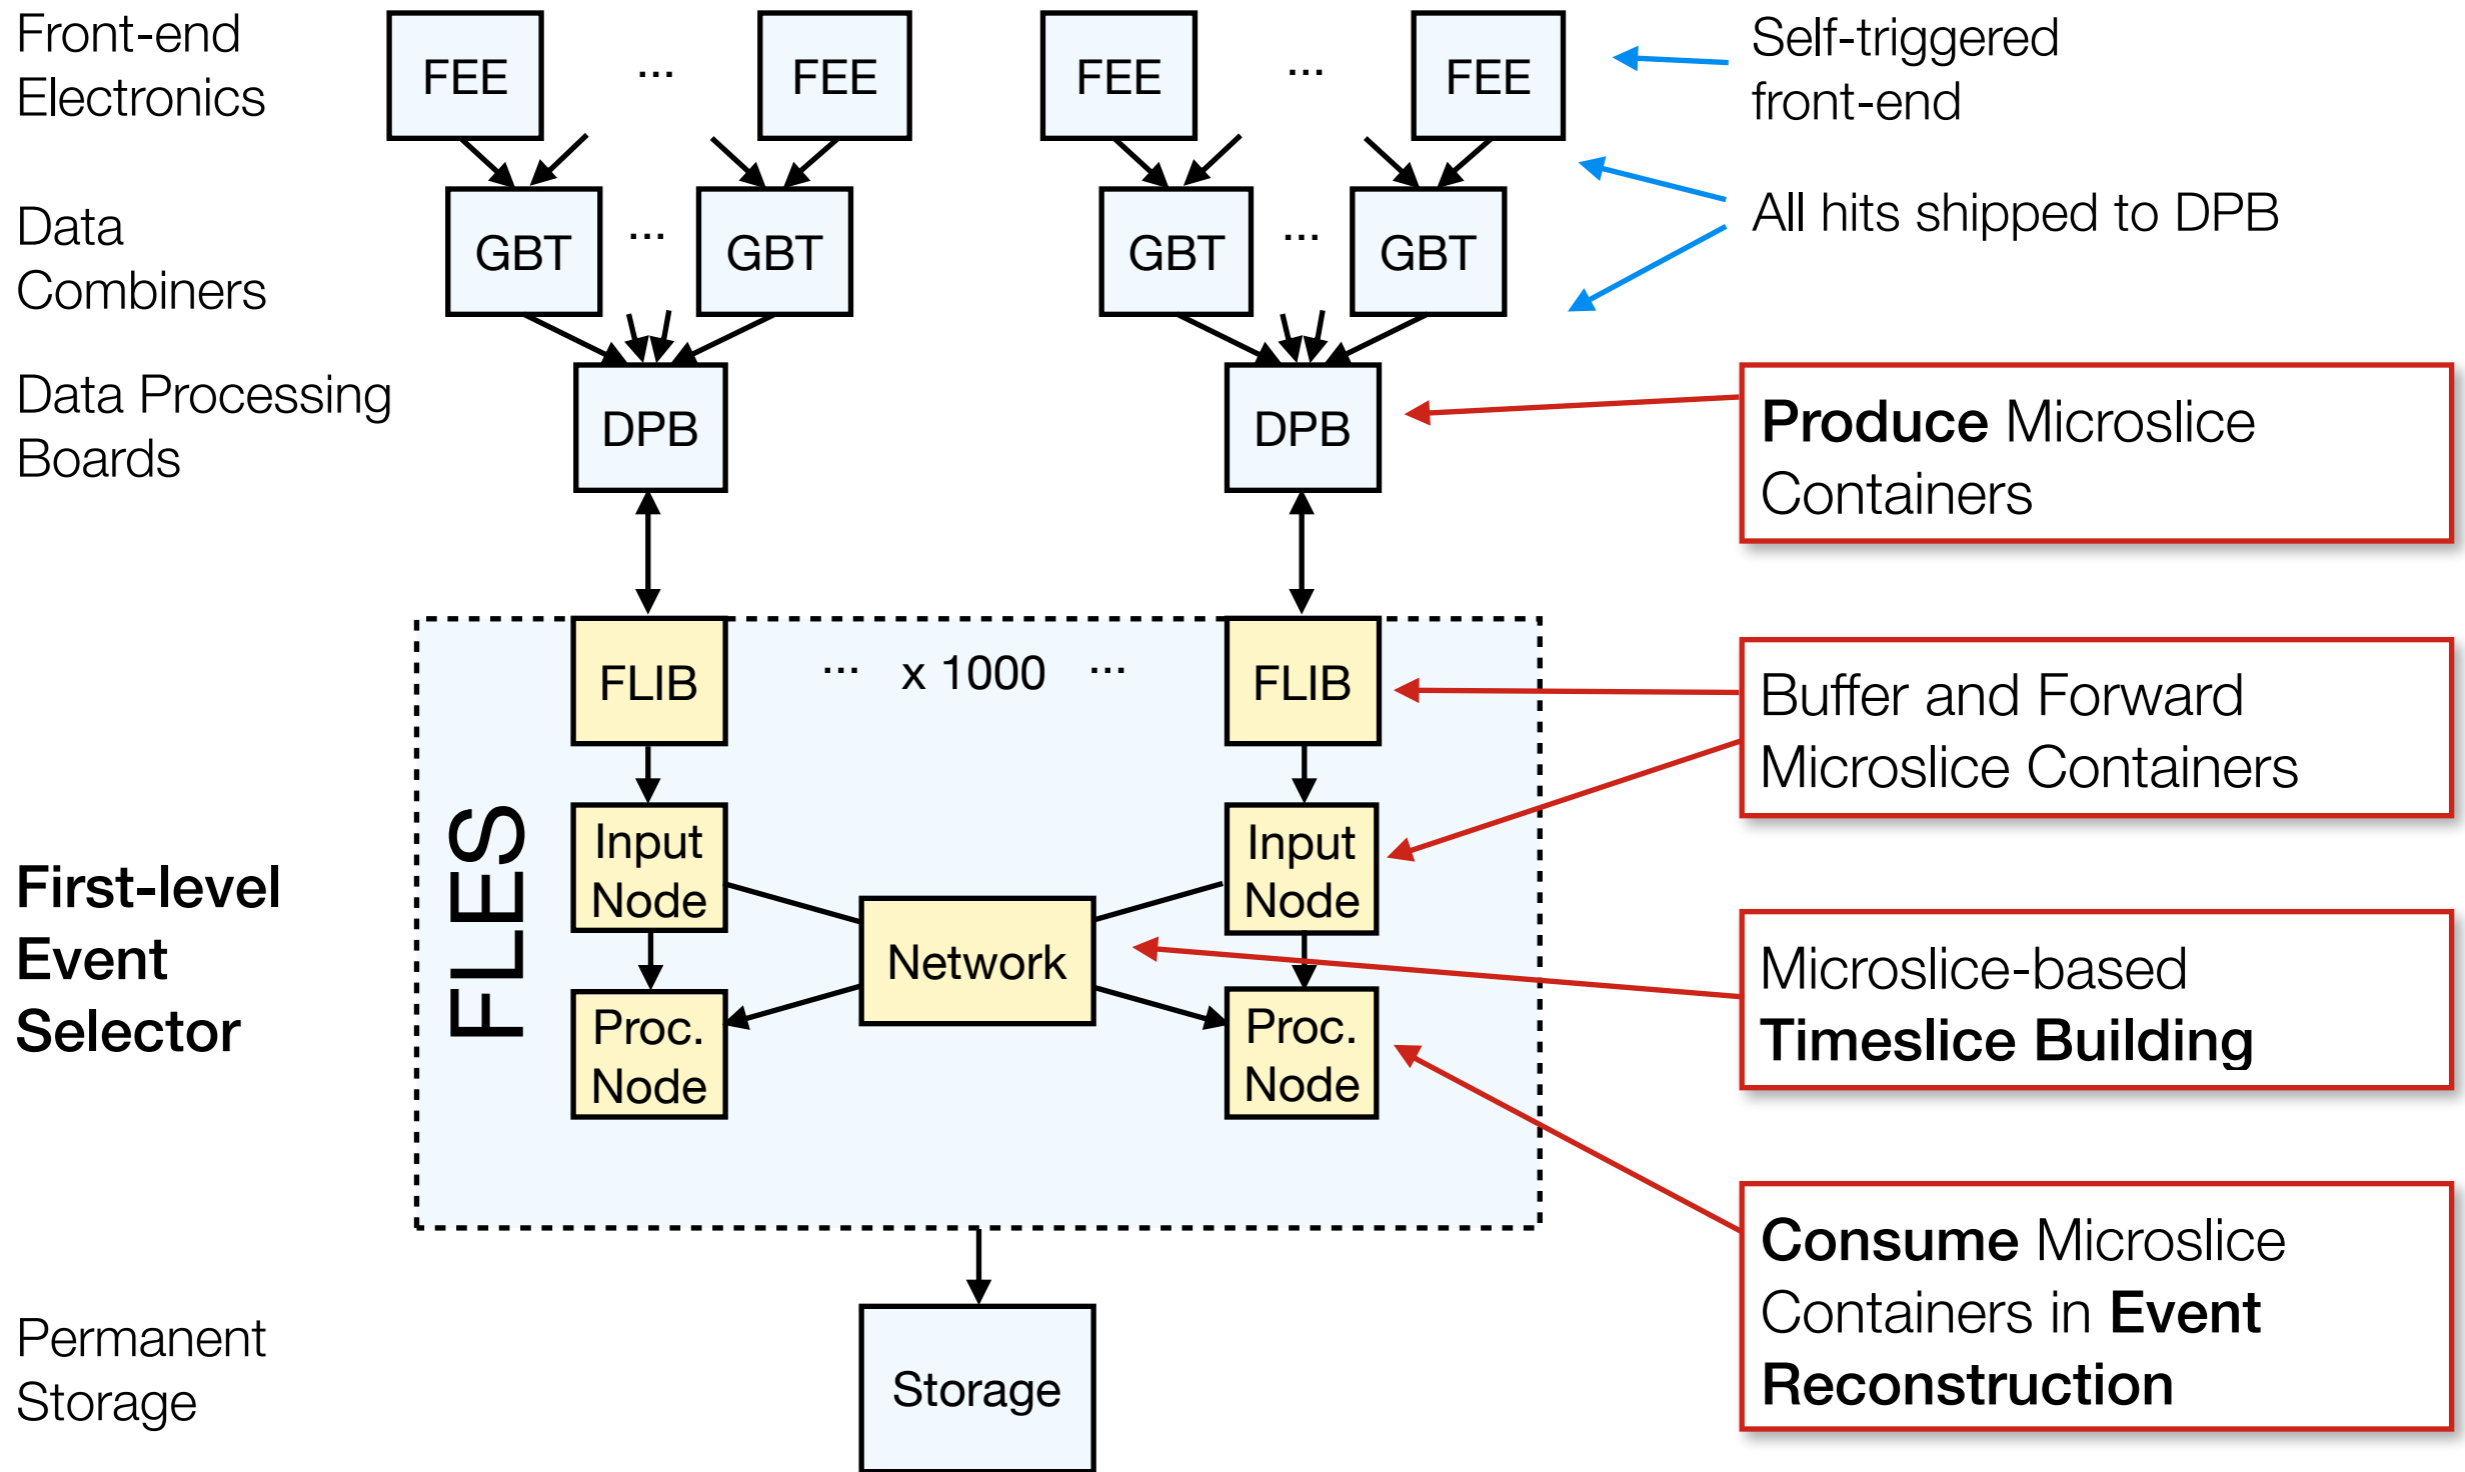 Front-end
Electronics
FEE
...
FEE
FEE
...
FEE
Self-triggered
front-end
Data
Combiners
GBT
...
GBT
GBT
...
GBT
All hits shipped to DPB
Data Processing
Boards
DPB
DPB
Produce Microslice
Containers
FLIB
... x 1000 ...
FLIB
Buffer and Forward
Microslice Containers
First-level
Event
Selector
FLES
Input
Node
Input
Node
Network
Microslice-based
Timeslice Building
Proc.
Node
Proc.
Node
Consume Microslice
Containers in Event
Reconstruction
Permanent
Storage
Storage